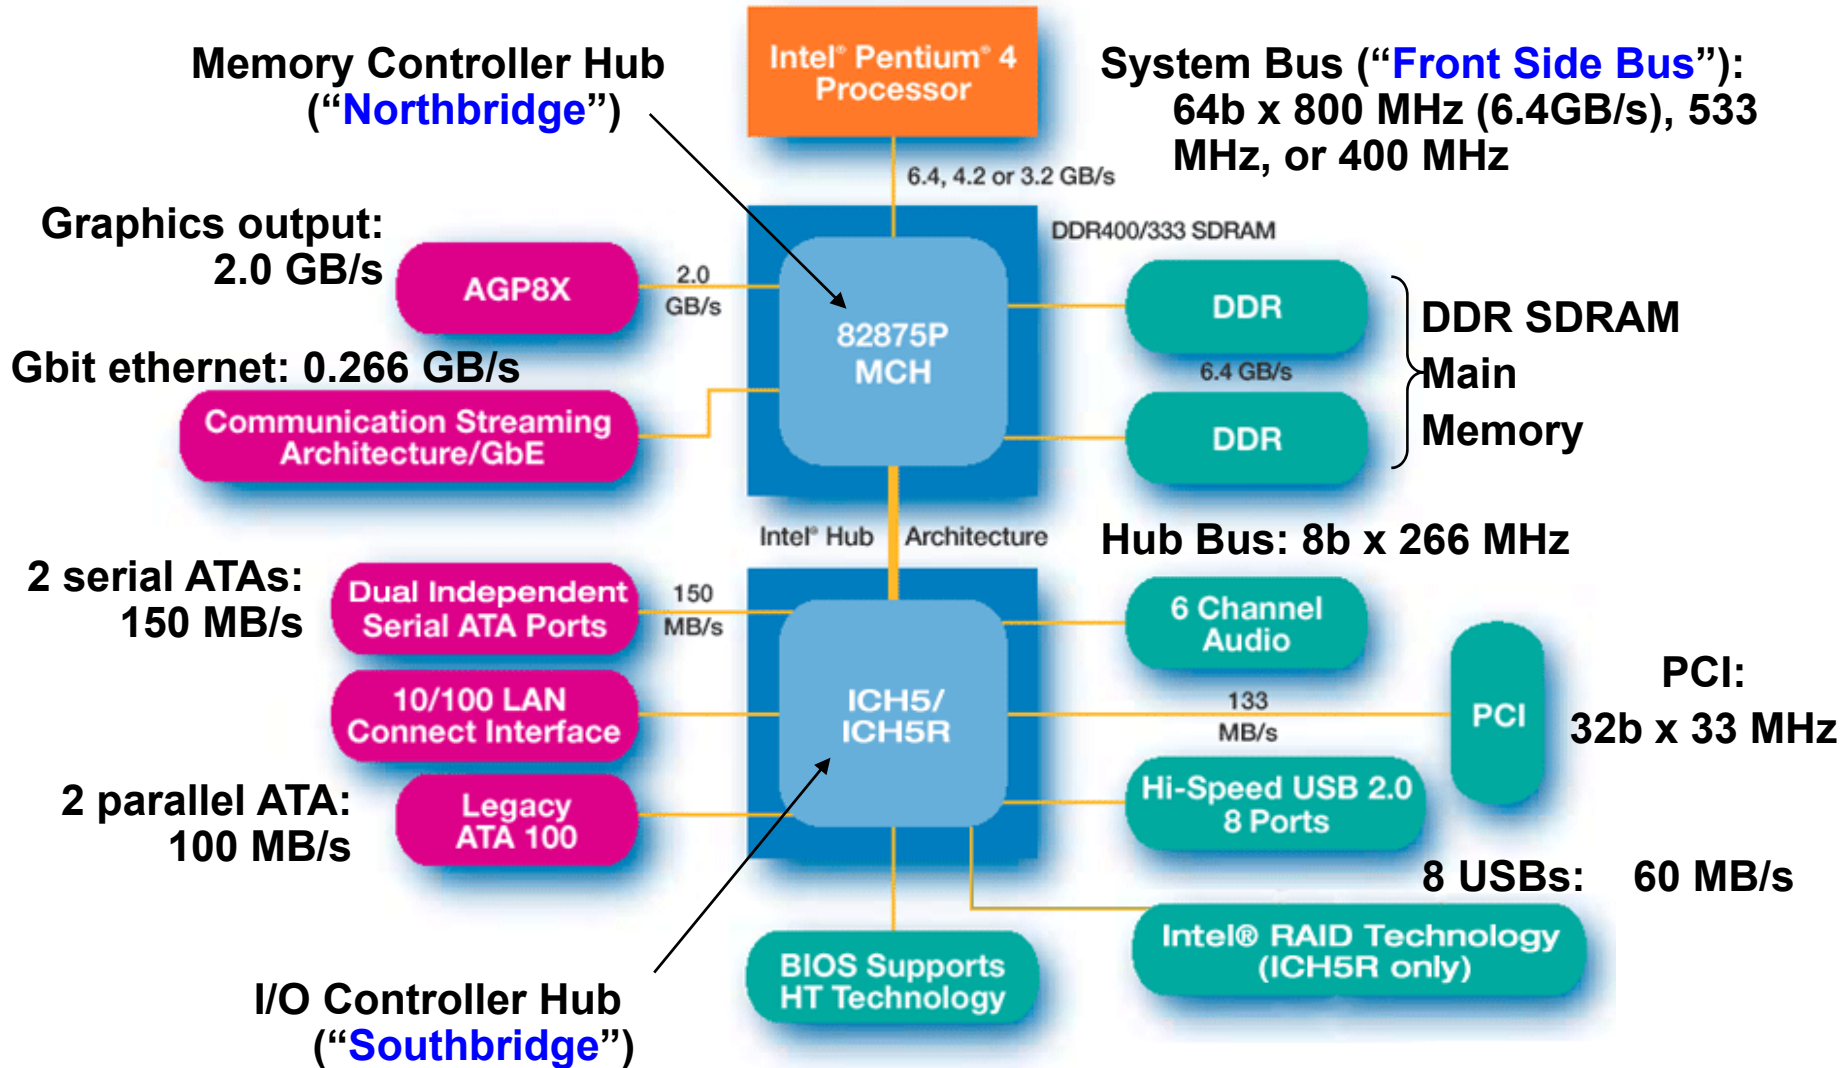 Memory Controller Hub
(“Northbridge”)
Intel® Pentium® 4
Processor
System Bus (“Front Side Bus”):
64b x 800 MHz (6.4GB/s), 533
MHz, or 400 MHz
6.4, 4.2 or 3.2 GB/s
Graphics output:
2.0 GB/s
AGP8X
2.0
GB/s
DDR400/333 SDRAM
82875P
MCH
DDR
6.4 GB/s
DDR
DDR SDRAM
Main
Memory
Gbit ethernet: 0.266 GB/s
Communication Streaming
Architecture/GbE
Intel® Hub Architecture
Hub Bus: 8b x 266 MHz
2 serial ATAs:
150 MB/s
Dual Independent
Serial ATA Ports
150
MB/s
6 Channel
Audio
10/100 LAN
Connect Interface
ICH5/
ICH5R
133
MB/s
PCI
PCI:
32b x 33 MHz
2 parallel ATA:
100 MB/s
Legacy
ATA 100
Hi-Speed USB 2.0
8 Ports
8 USBs: 60 MB/s
Intel® RAID Technology
(ICH5R only)
BIOS Supports
HT Technology
I/O Controller Hub
(“Southbridge”)